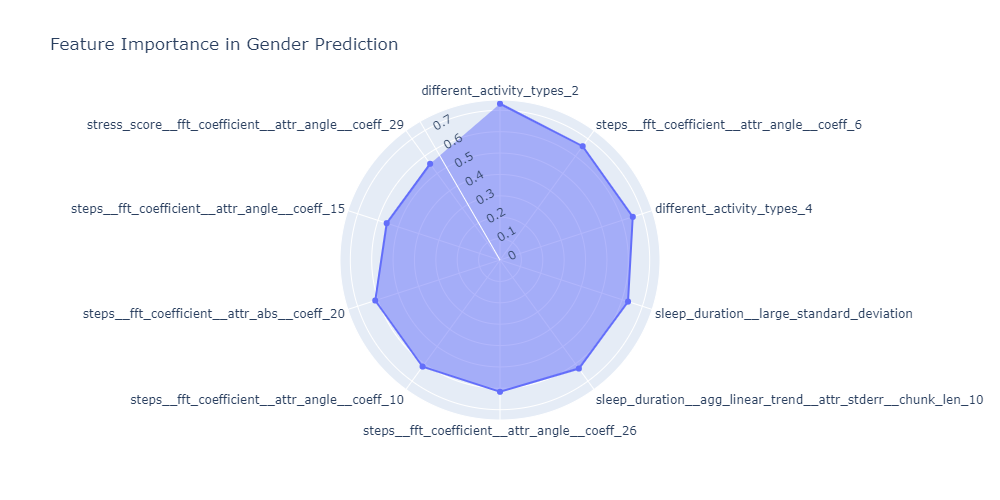 Feature Importance in Gender Prediction
different_activity_types_2
stress_score__fft_coefficient__attr_angle__coeff_29
steps__fft_coefficient__attr_angle__coeff_6
0.7
0.6
0.5
0.4
0.3
0.2
0.1
0
steps__fft_coefficient__attr_angle__coeff_15
different_activity_types_4
steps__fft_coefficient__attr_abs__coeff_20
sleep_duration__large_standard_deviation
steps__fft_coefficient__attr_angle__coeff_10
sleep_duration__agg_linear_trend__attr_stderr__chunk_len_10
steps__fft_coefficient__attr_angle__coeff_26